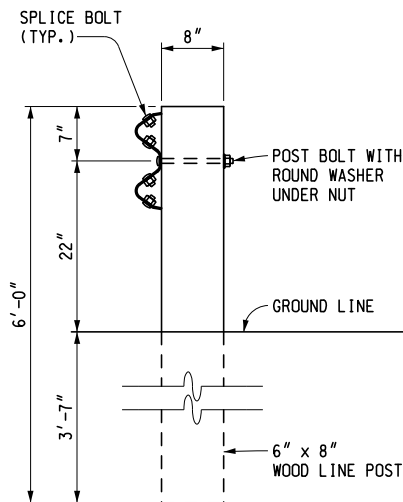 SPLICE BOLT
(TYP.)
8"
7"
POST BOLT WITH
ROUND WASHER
UNDER NUT
22"
6'-0"
GROUND LINE
3'-7"
6" x 8"
WOOD LINE POST